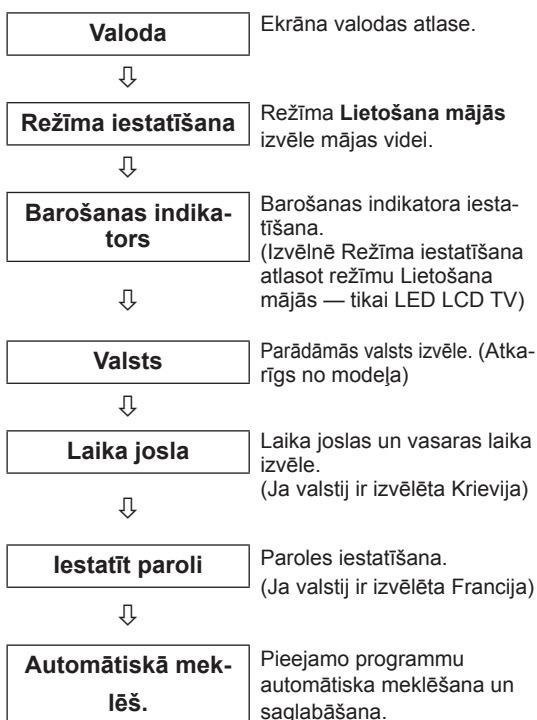 Valoda
Ekrāna valodas atlase.
⇩
Režīma iestatīšana
Režīma Lietošana mājās
izvēle mājas videi.
⇩
Barošanas indika-
tors
Barošanas indikatora iesta-
tīšana.
(Izvēlnē Režīma iestatīšana
atlasot režīmu Lietošana
mājās — tikai LED LCD TV)
⇩
Valsts
Parādāmās valsts izvēle. (Atka-
rīgs no modeļa)
⇩
Laika josla
Laika joslas un vasaras laika
izvēle.
(Ja valstij ir izvēlēta Krievija)
⇩
Iestatīt paroli
Paroles iestatīšana.
(Ja valstij ir izvēlēta Francija)
⇩
Automātiskā mek-
lēš.
Pieejamo programmu
automātiska meklēšana un
saglabāšana.